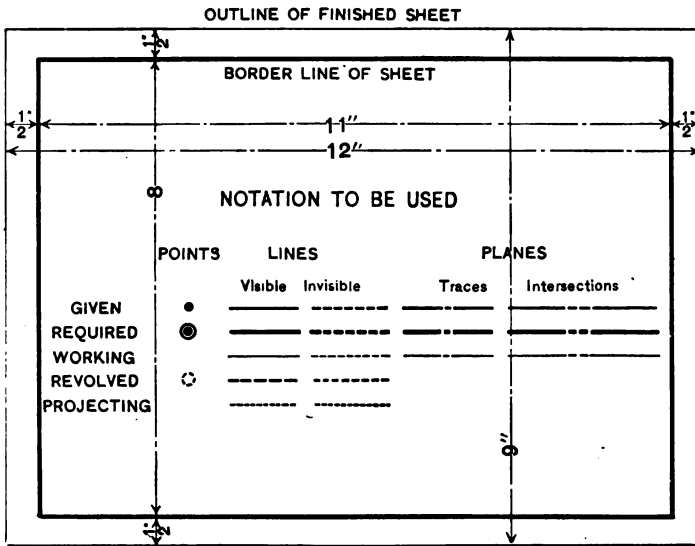 OUTLINE OF FINISHED SHEET
1/2"
BORDER LINE OF SHEET
1/2" 11" 1/2"
12"
8
NOTATION TO BE USED
POINTS LINES PLANES
Visible Invisible Traces Intersections
GIVEN
REQUIRED
WORKING
REVOLVED
PROJECTING
9"
1/2"